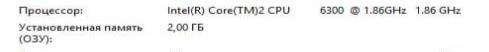 Процессор: Intel(R) Core(TM)2 CPU 6300 @ 1.86GHz 1.86 GHz
Установленная память (ОЗУ): 2,00 ГБ